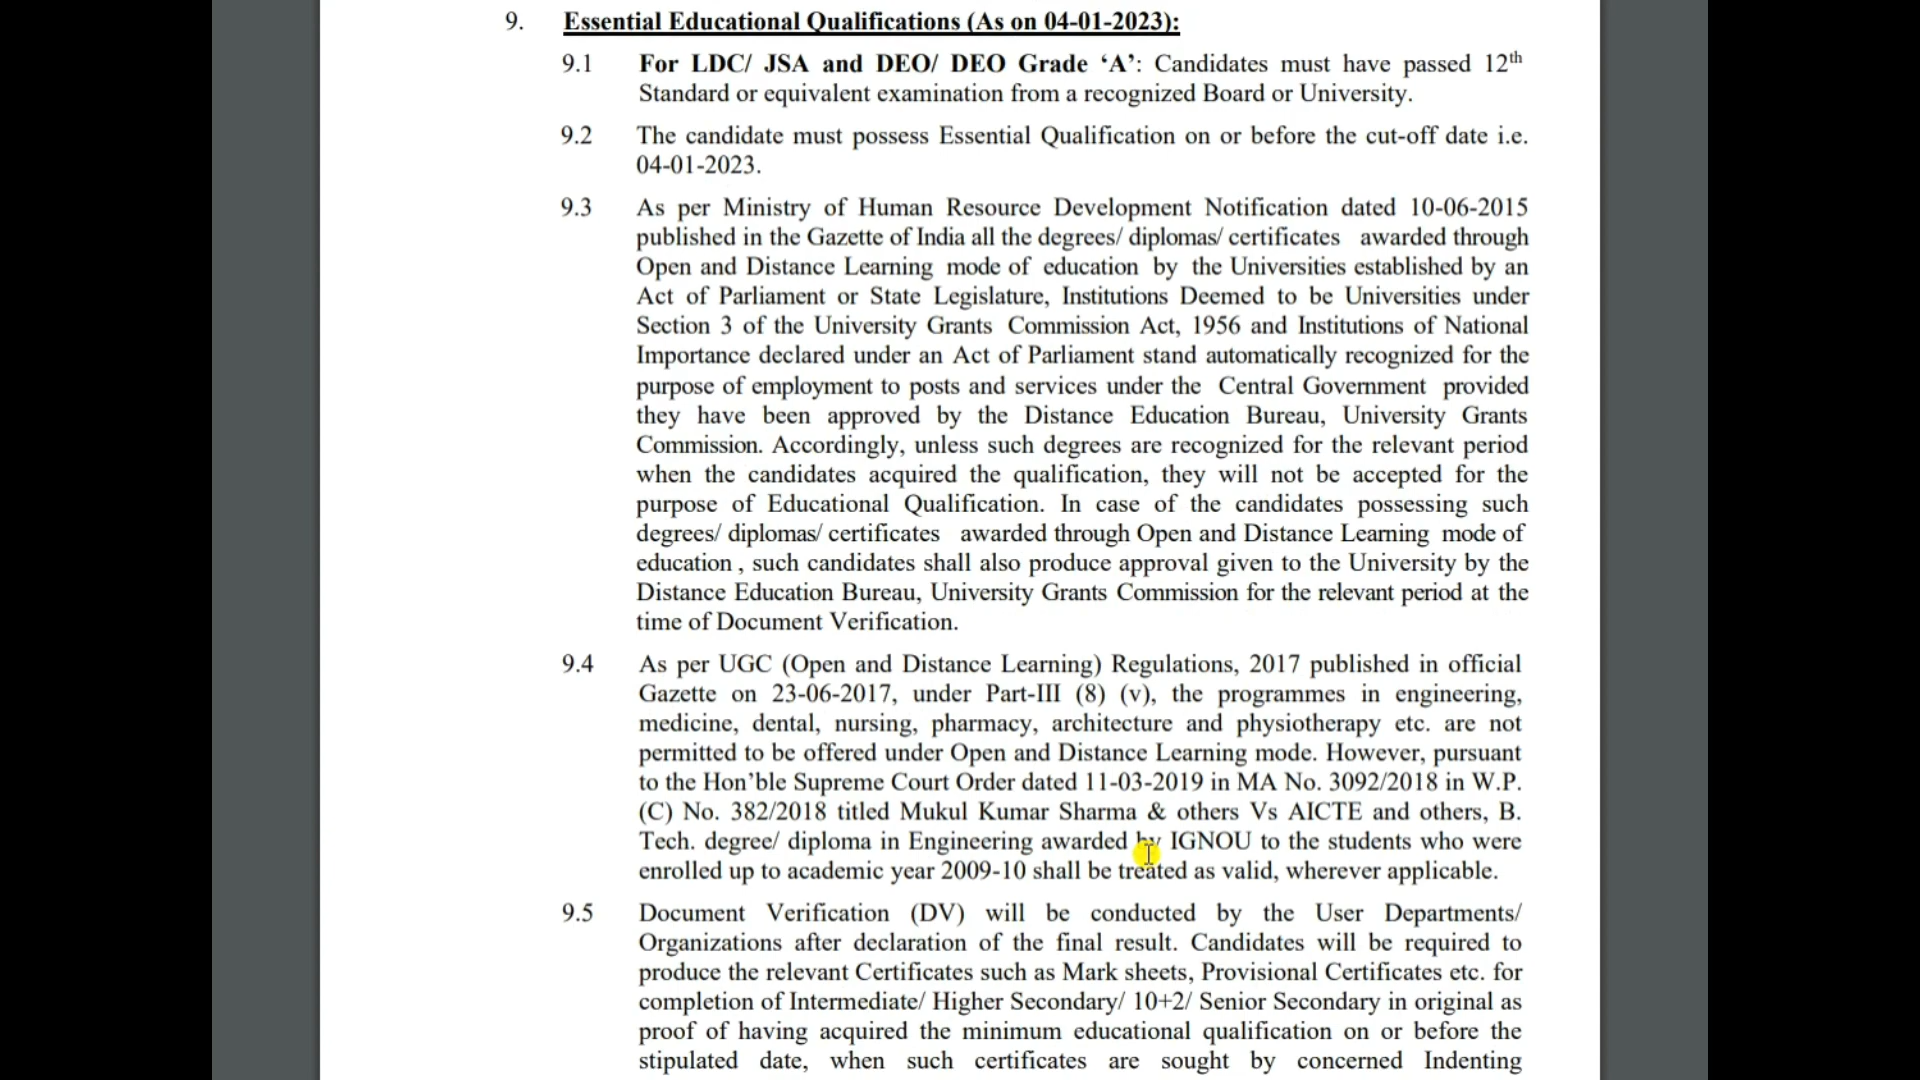 9. Essential Educational Qualifications (As on 04-01-2023):
9.1 For LDC/ JSA and DEO/ DEO Grade ‘A’: Candidates must have passed 12th
Standard or equivalent examination from a recognized Board or University.
9.2 The candidate must possess Essential Qualification on or before the cut-off date i.e.
04-01-2023.
9.3 As per Ministry of Human Resource Development Notification dated 10-06-2015
published in the Gazette of India all the degrees/ diplomas/ certificates awarded through
Open and Distance Learning mode of education by the Universities established by an
Act of Parliament or State Legislature, Institutions Deemed to be Universities under
Section 3 of the University Grants Commission Act, 1956 and Institutions of National
Importance declared under an Act of Parliament stand automatically recognized for the
purpose of employment to posts and services under the Central Government provided
they have been approved by the Distance Education Bureau, University Grants
Commission. Accordingly, unless such degrees are recognized for the relevant period
when the candidates acquired the qualification, they will not be accepted for the
purpose of Educational Qualification. In case of the candidates possessing such
degrees/ diplomas/ certificates awarded through Open and Distance Learning mode of
education , such candidates shall also produce approval given to the University by the
Distance Education Bureau, University Grants Commission for the relevant period at the
time of Document Verification.
9.4 As per UGC (Open and Distance Learning) Regulations, 2017 published in official
Gazette on 23-06-2017, under Part-III (8) (v), the programmes in engineering,
medicine, dental, nursing, pharmacy, architecture and physiotherapy etc. are not
permitted to be offered under Open and Distance Learning mode. However, pursuant
to the Hon’ble Supreme Court Order dated 11-03-2019 in MA No. 3092/2018 in W.P.
(C) No. 382/2018 titled Mukul Kumar Sharma & others Vs AICTE and others, B.
Tech. degree/ diploma in Engineering awarded by IGNOU to the students who were
enrolled up to academic year 2009-10 shall be treated as valid, wherever applicable.
9.5 Document Verification (DV) will be conducted by the User Departments/
Organizations after declaration of the final result. Candidates will be required to
produce the relevant Certificates such as Mark sheets, Provisional Certificates etc. for
completion of Intermediate/ Higher Secondary/ 10+2/ Senior Secondary in original as
proof of having acquired the minimum educational qualification on or before the
stipulated date, when such certificates are sought by concerned Indenting